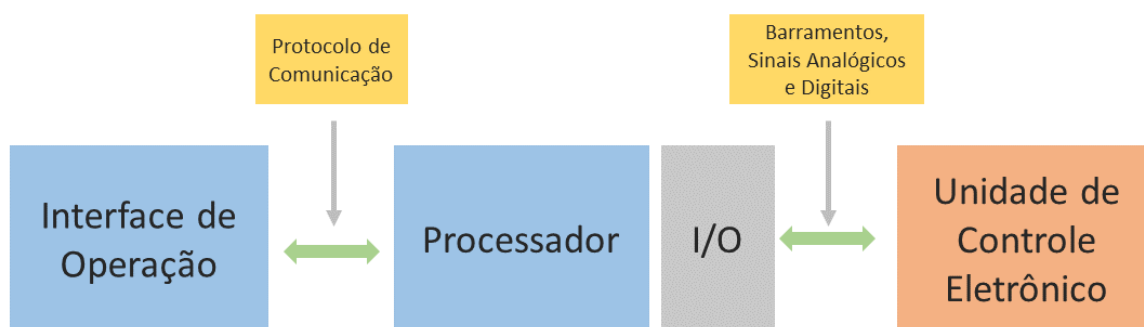 Protocolo de
Comunicação
Barramentos,
Sinais Analógicos
e Digitais
Interface de
Operação
Processador
I/O
Unidade de
Controle
Eletrônico